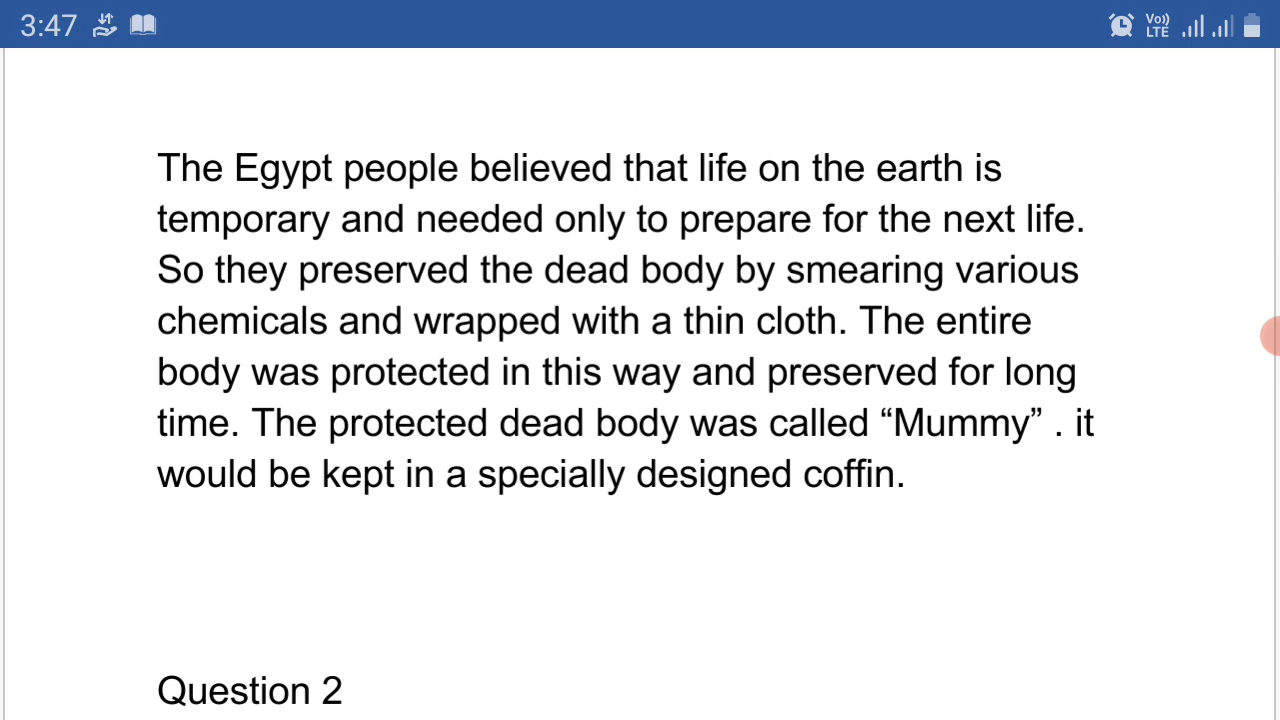 3:47
Vo))
LTE
The Egypt people believed that life on the earth is
temporary and needed only to prepare for the next life.
So they preserved the dead body by smearing various
chemicals and wrapped with a thin cloth. The entire
body was protected in this way and preserved for long
time. The protected dead body was called “Mummy” . it
would be kept in a specially designed coffin.
Question 2